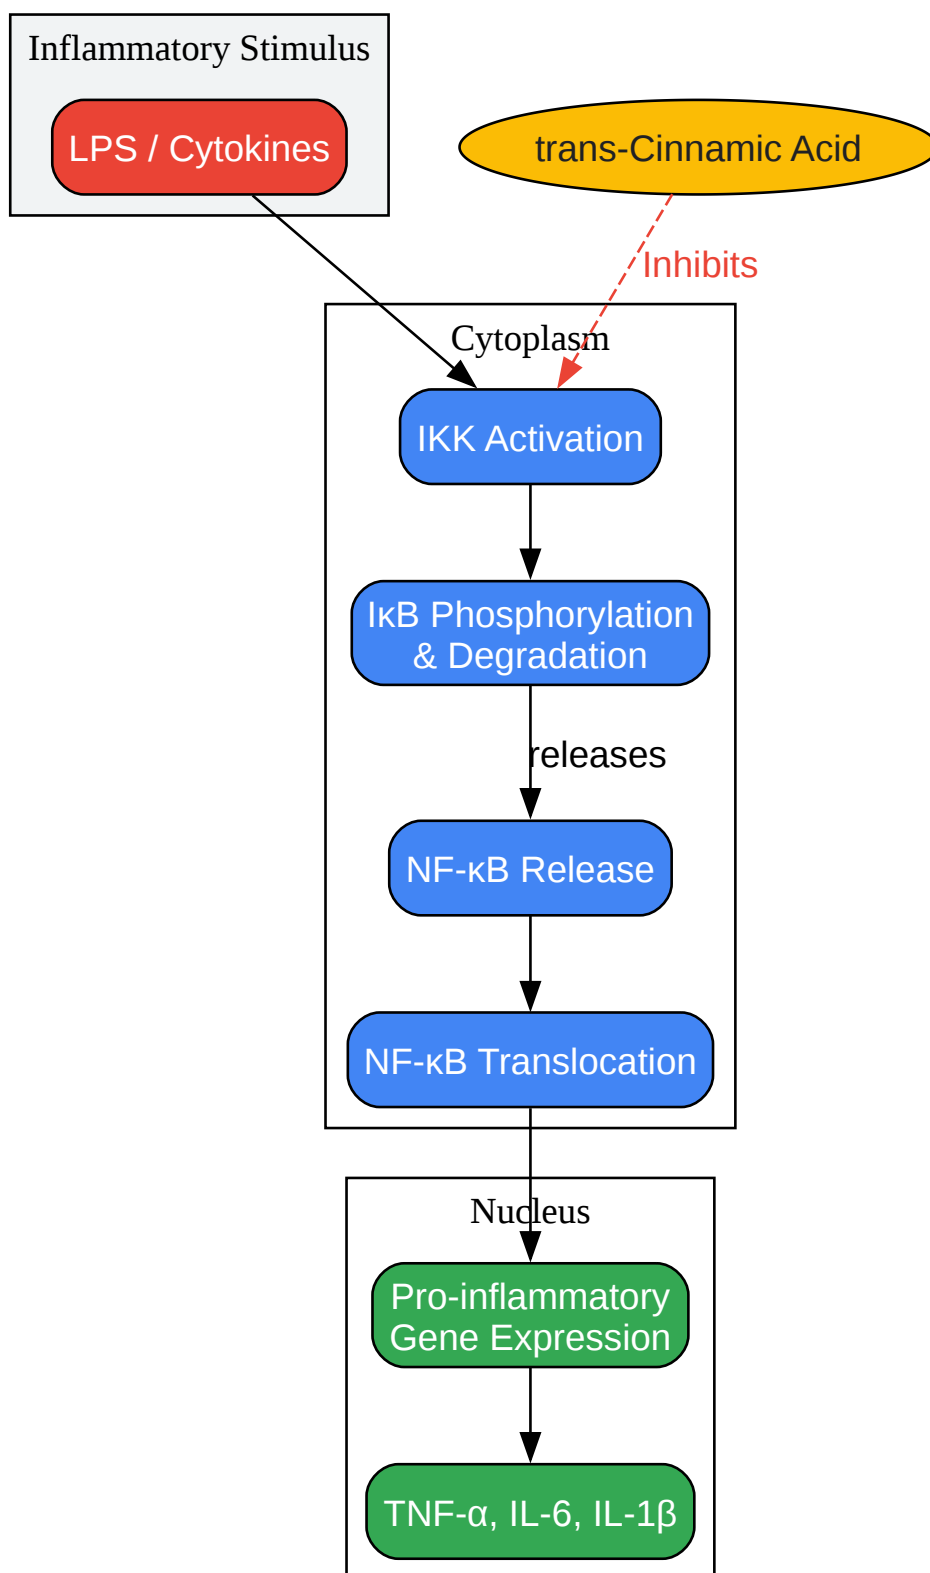 Inflammatory Stimulus
LPS / Cytokines
trans-Cinnamic Acid
Inhibits
Cytoplasm
IKK Activation
IκB Phosphorylation
& Degradation
releases
NF-κB Release
NF-κB Translocation
Nucleus
Pro-inflammatory
Gene Expression
TNF-α, IL-6, IL-1β